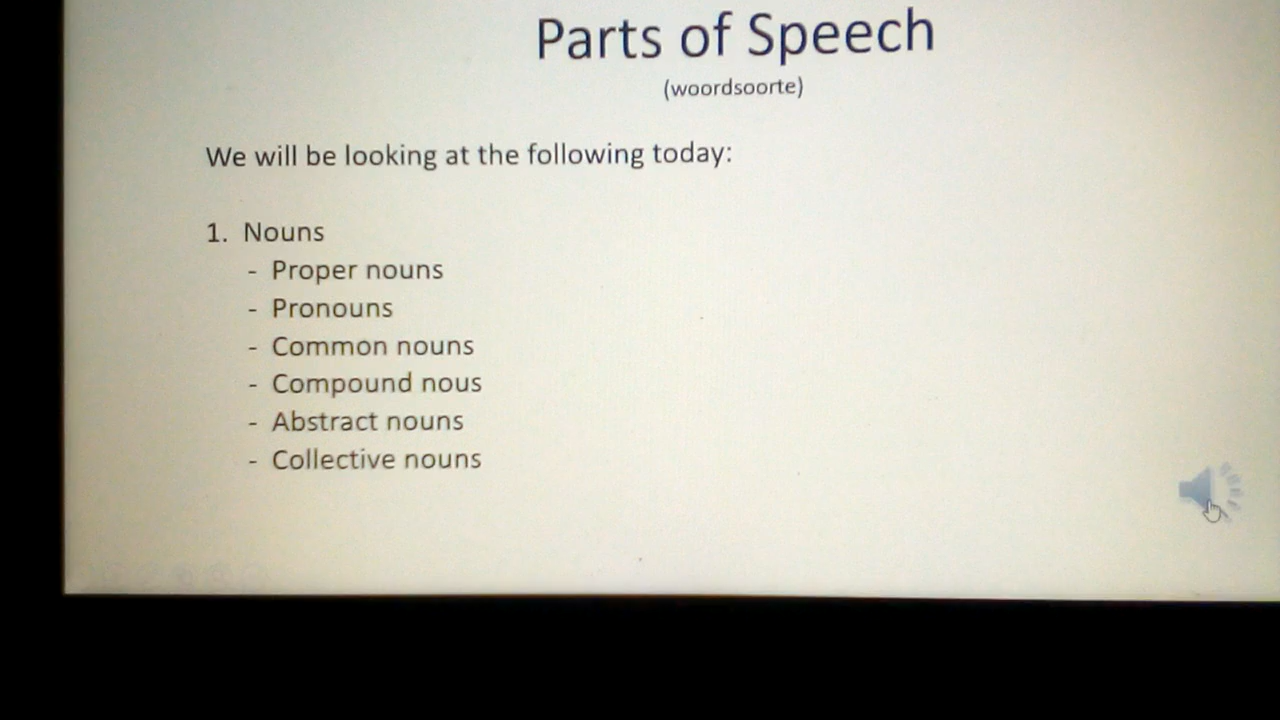 Parts of Speech
(woordsoorte)
We will be looking at the following today:
1. Nouns
- Proper nouns
- Pronouns
- Common nouns
- Compound nous
- Abstract nouns
- Collective nouns